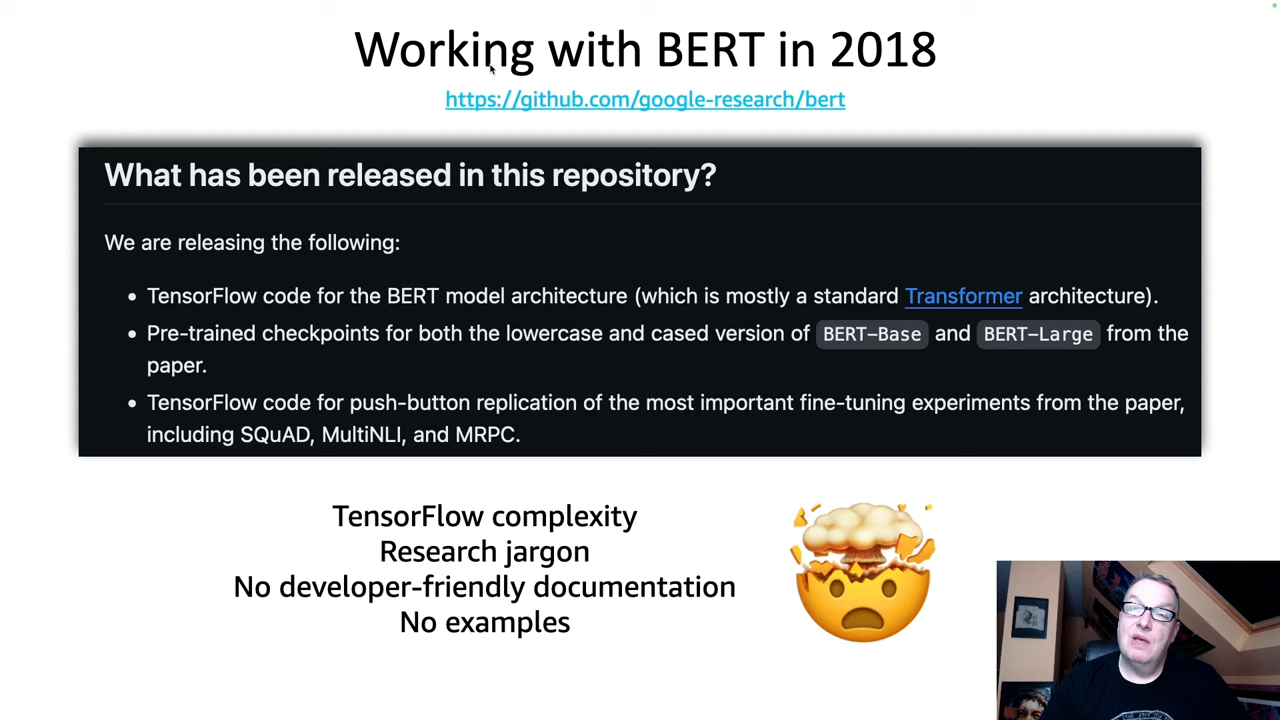 Working with BERT in 2018
https://github.com/google-research/bert
What has been released in this repository?
We are releasing the following:
• TensorFlow code for the BERT model architecture (which is mostly a standard Transformer architecture).
• Pre-trained checkpoints for both the lowercase and cased version of BERT-Base and BERT-Large from the
paper.
• TensorFlow code for push-button replication of the most important fine-tuning experiments from the paper,
including SQuAD, MultiNLI, and MRPC.
TensorFlow complexity
Research jargon
No developer-friendly documentation
No examples